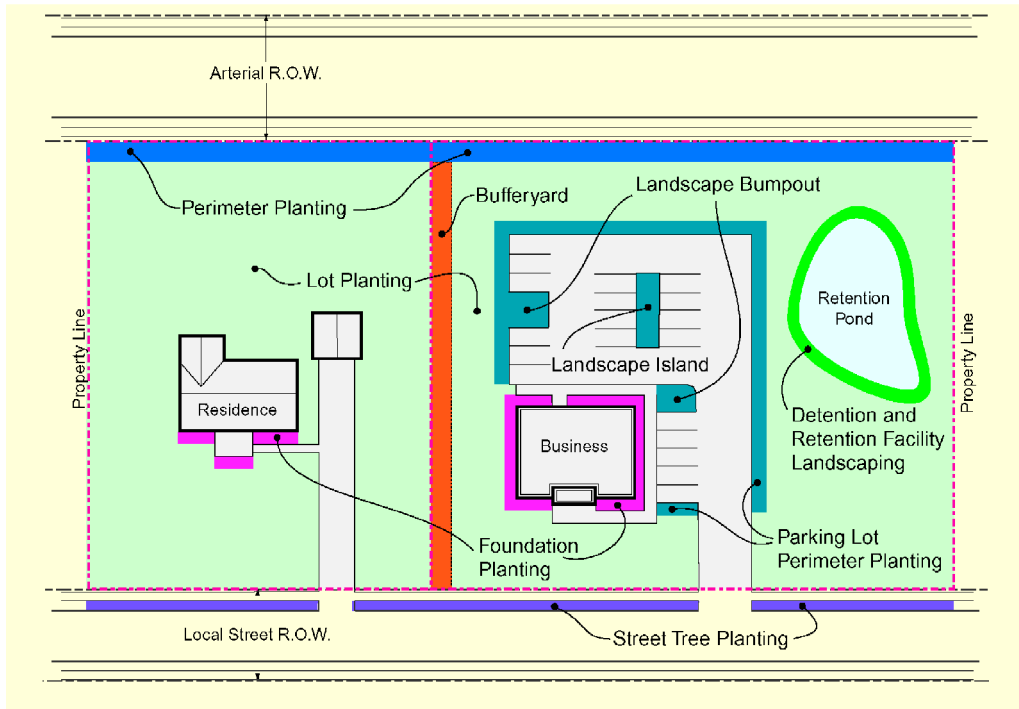 Arterial R.O.W.
Perimeter Planting
Bufferyard
Landscape Bumpout
Lot Planting
Retention
Pond
Property Line
Property Line
Landscape Island
Residence
Business
Detention and
Retention Facility
Landscaping
Foundation
Planting
Parking Lot
Perimeter Planting
Local Street R.O.W.
Street Tree Planting